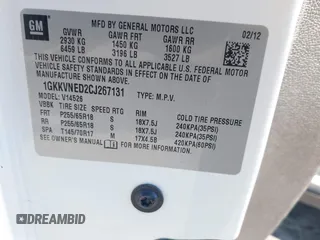 GM
MFD BY GENERAL MOTORS LLC
02/12
GVWR GAWR FRT GAWR RR
2930 KG 1450 KG 1600 KG
6459 LB 3196 LB 3527 LB
THIS VEHICLE CONFORMS TO ALL APPLICABLE U.S. FEDERAL MOTOR
VEHICLE SAFETY STANDARDS IN EFFECT ON THE DATE OF
MANUFACTURE SHOWN ABOVE.
1GKKVNED2CJ267131 TYPE: M.P.V.
MODEL: V14526
VBBK TIRE SIZE SPEED RTG RIM COLD TIRE PRESSURE
FRT P255/65R18 S 18X7.5J 240KPA(35PSI)
RR P255/65R18 S 18X7.5J 240KPA(35PSI)
SPA T145/70R17 M 17X4.5B 420KPA(60PSI)
SEE OWNER'S MANUAL FOR MORE INFORMATION.
DREAMBID